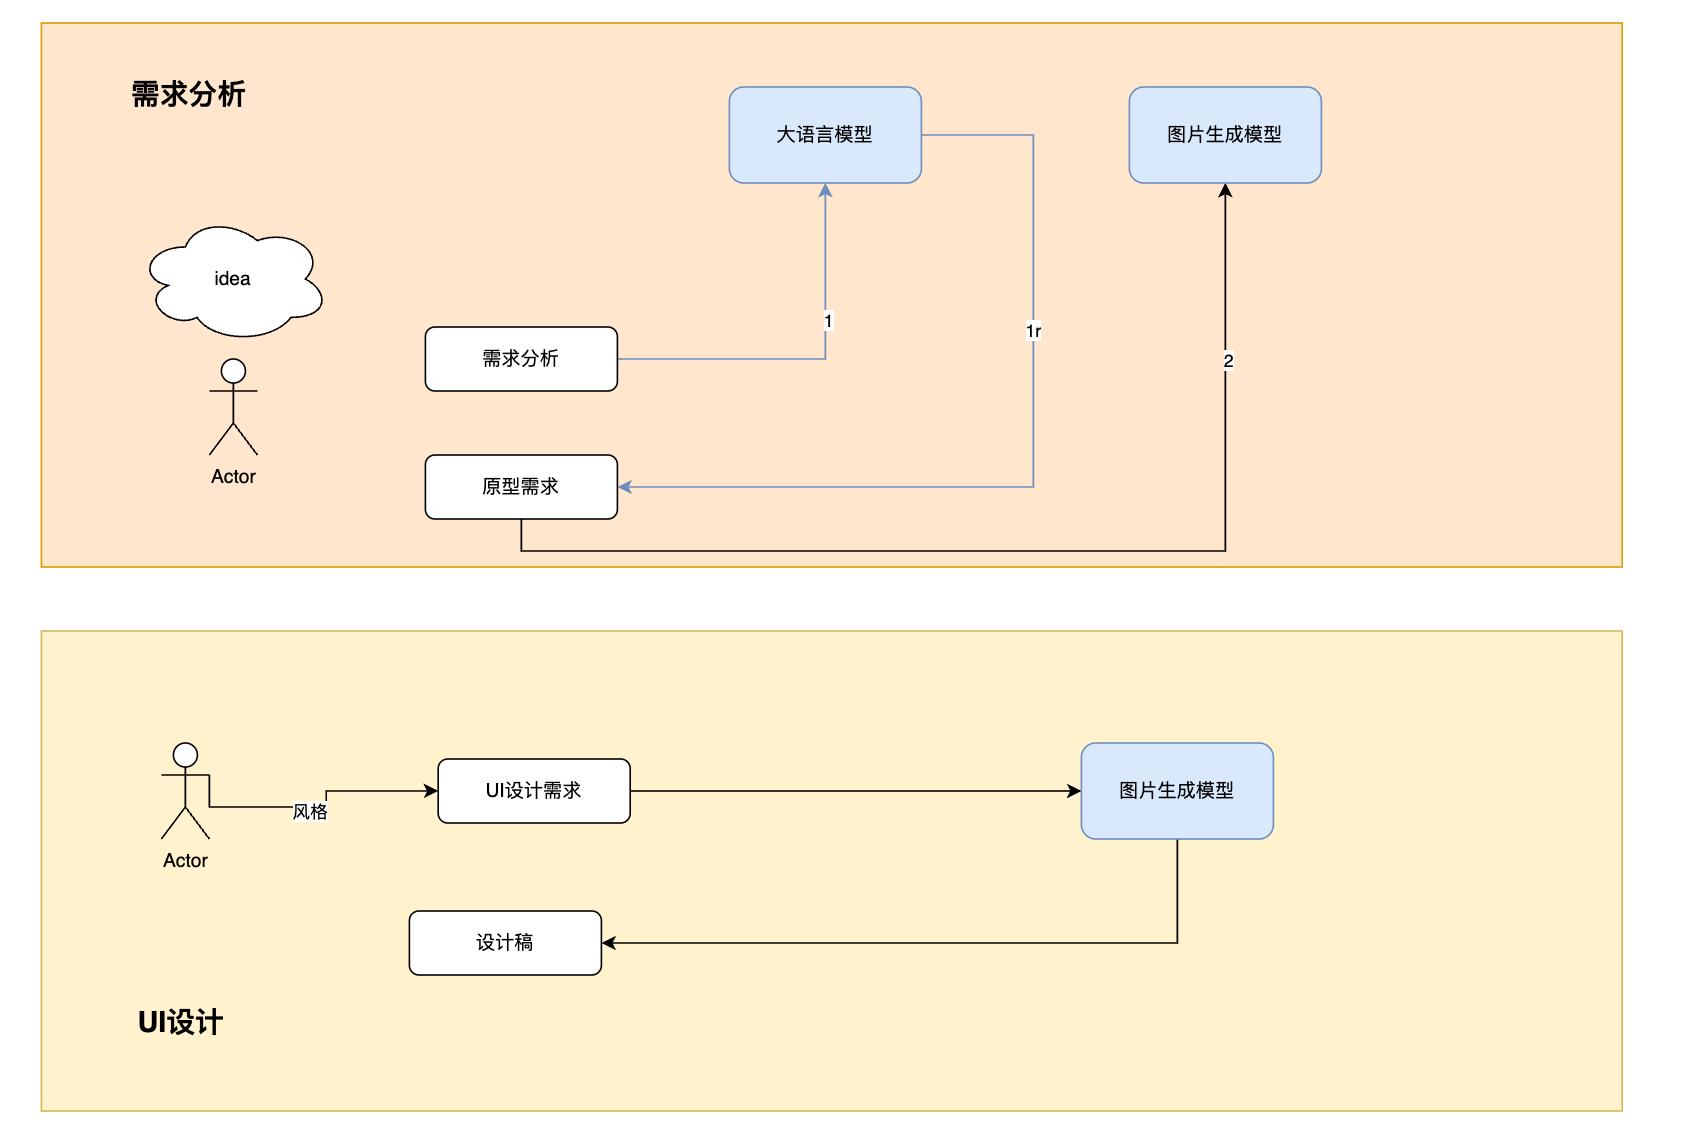 需求分析
大语言模型
图片生成模型
idea
1
1r
需求分析
2
Actor
原型需求
UI设计需求
图片生成模型
风格
Actor
设计稿
UI设计